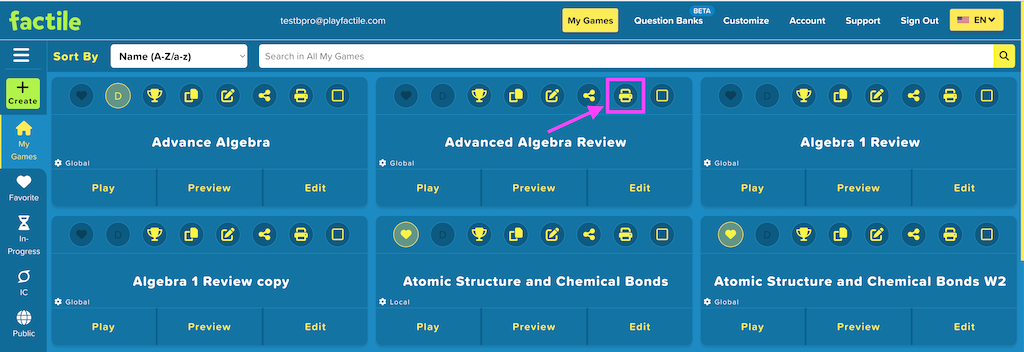 factile
testbpro@playfactile.com
My Games
Question Banks
BETA
Customize
Account
Support
Sign Out
EN
Sort By
Name (A-Z/a-z)
Search in All My Games
Create
My
Games
Favorite
In-
Progress
IC
Public
D
Advance Algebra
Global
Play Preview Edit
D
Advanced Algebra Review
Global
Play Preview Edit
D
Algebra 1 Review
Global
Play Preview Edit
D
Algebra 1 Review copy
Global
Play Preview Edit
D
Atomic Structure and Chemical Bonds
Local
Play Preview Edit
D
Atomic Structure and Chemical Bonds W2
Global
Play Preview Edit